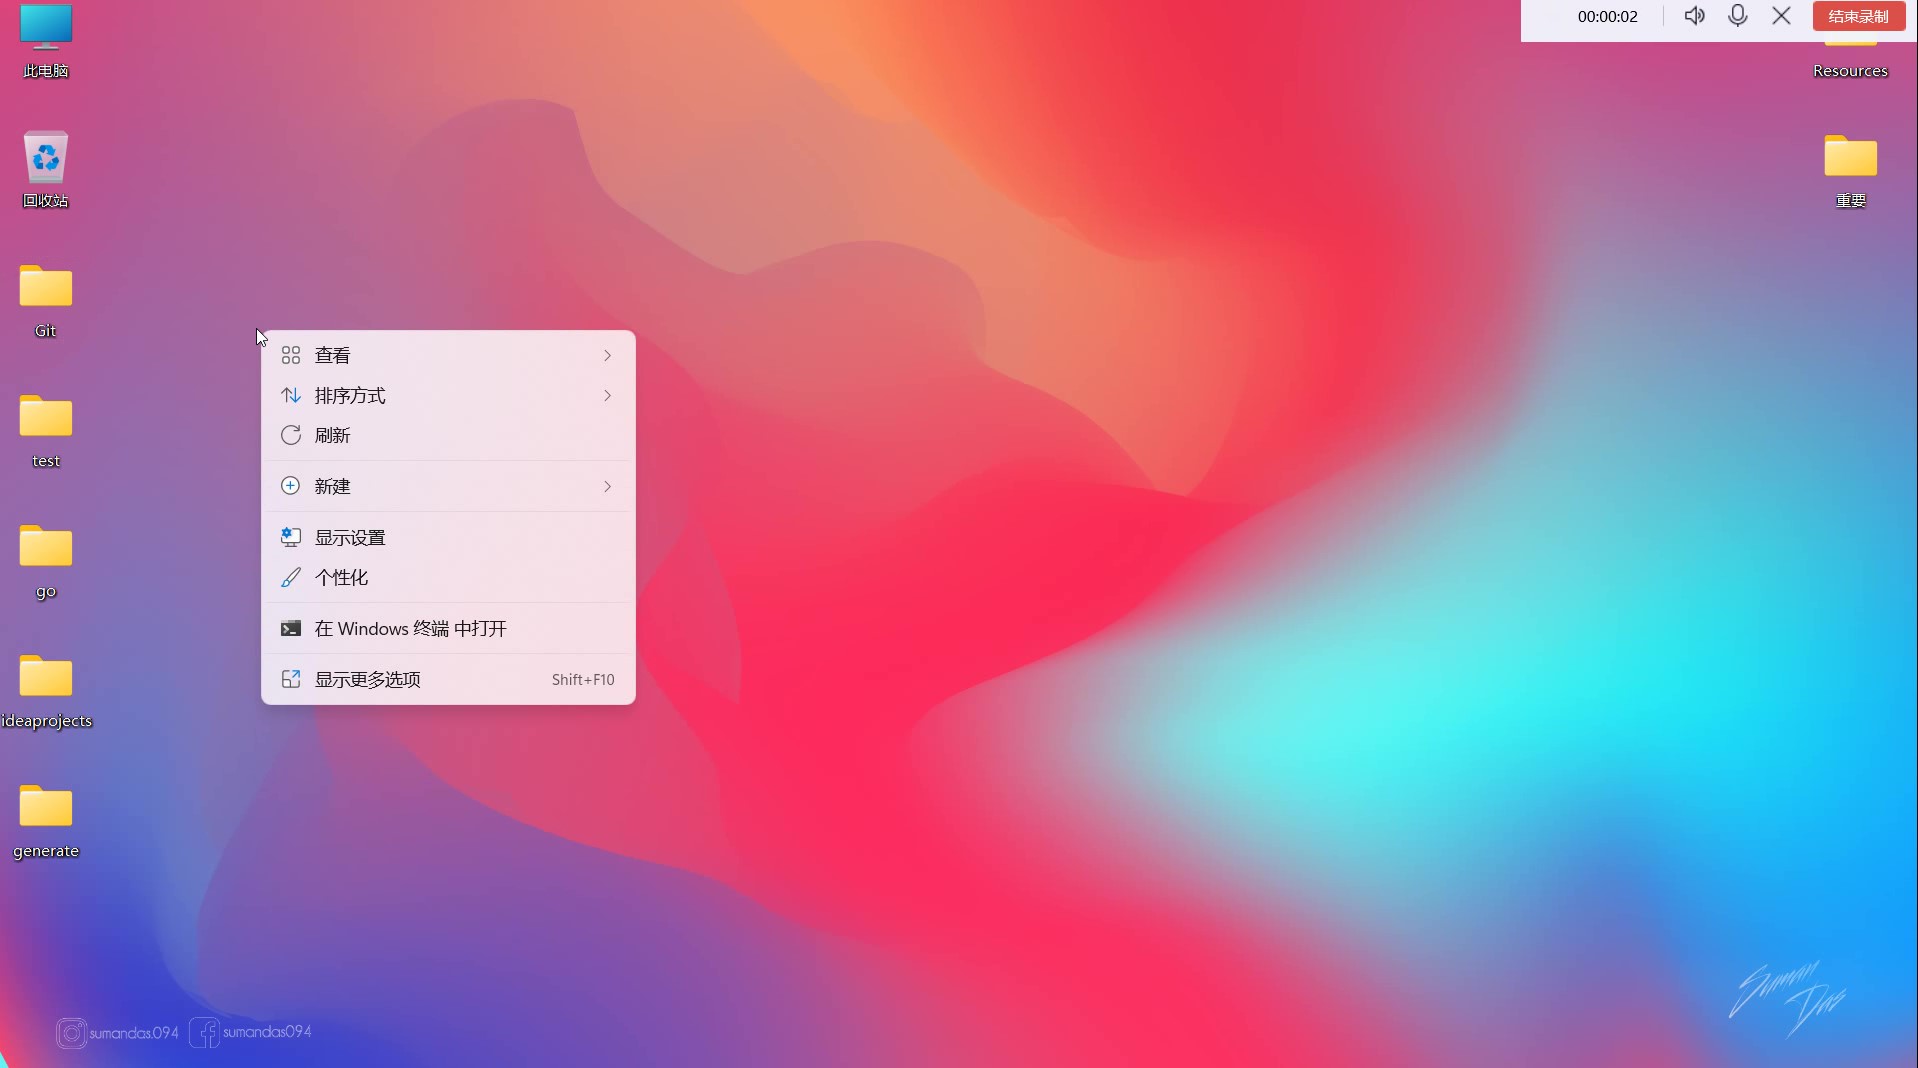 00:00:02
结束录制
此电脑
Resources
回收站
重要
Git
test
go
ideaprojects
generate
查看
排序方式
刷新
新建
显示设置
个性化
在 Windows 终端 中打开
显示更多选项 Shift+F10
sumandas.094
sumandas094
Suman
Das